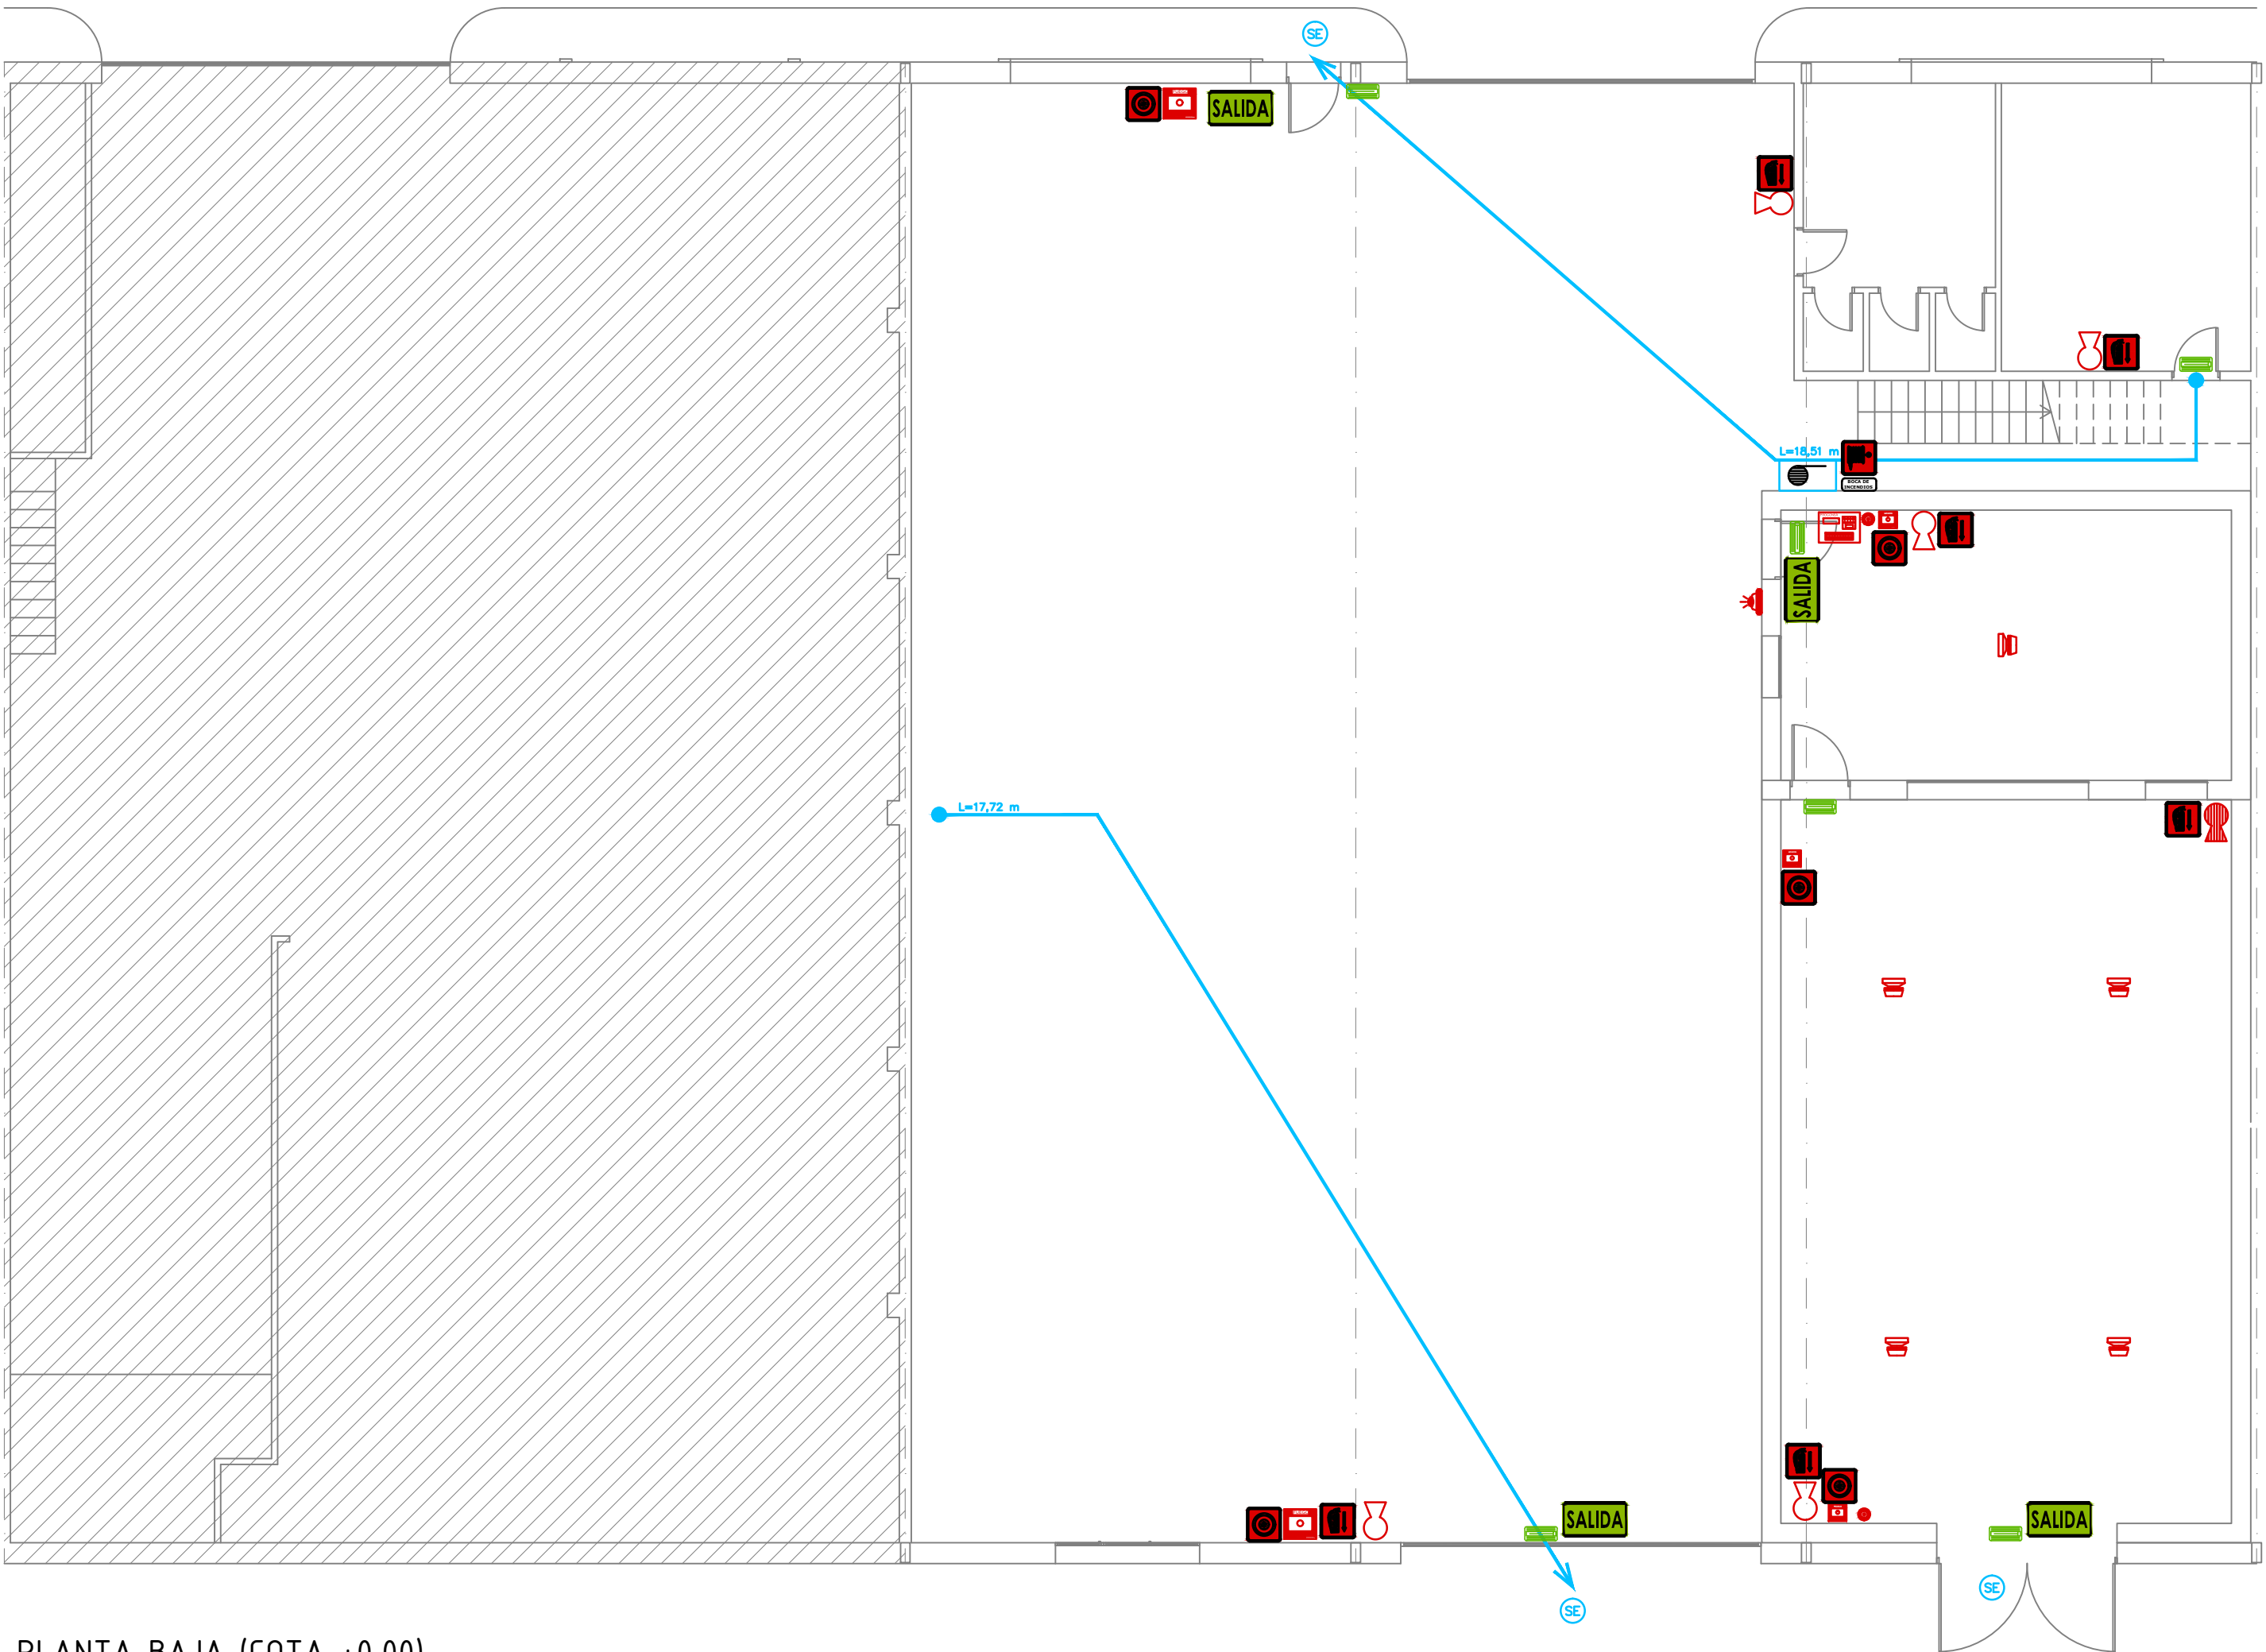 SE
SALIDA
L=18,51 m
BOCA DE
INCENDIOS
SALIDA
L=17,72 m
SALIDA
SALIDA
SE
SE
PLANTA BAJA (COTA +0.00)